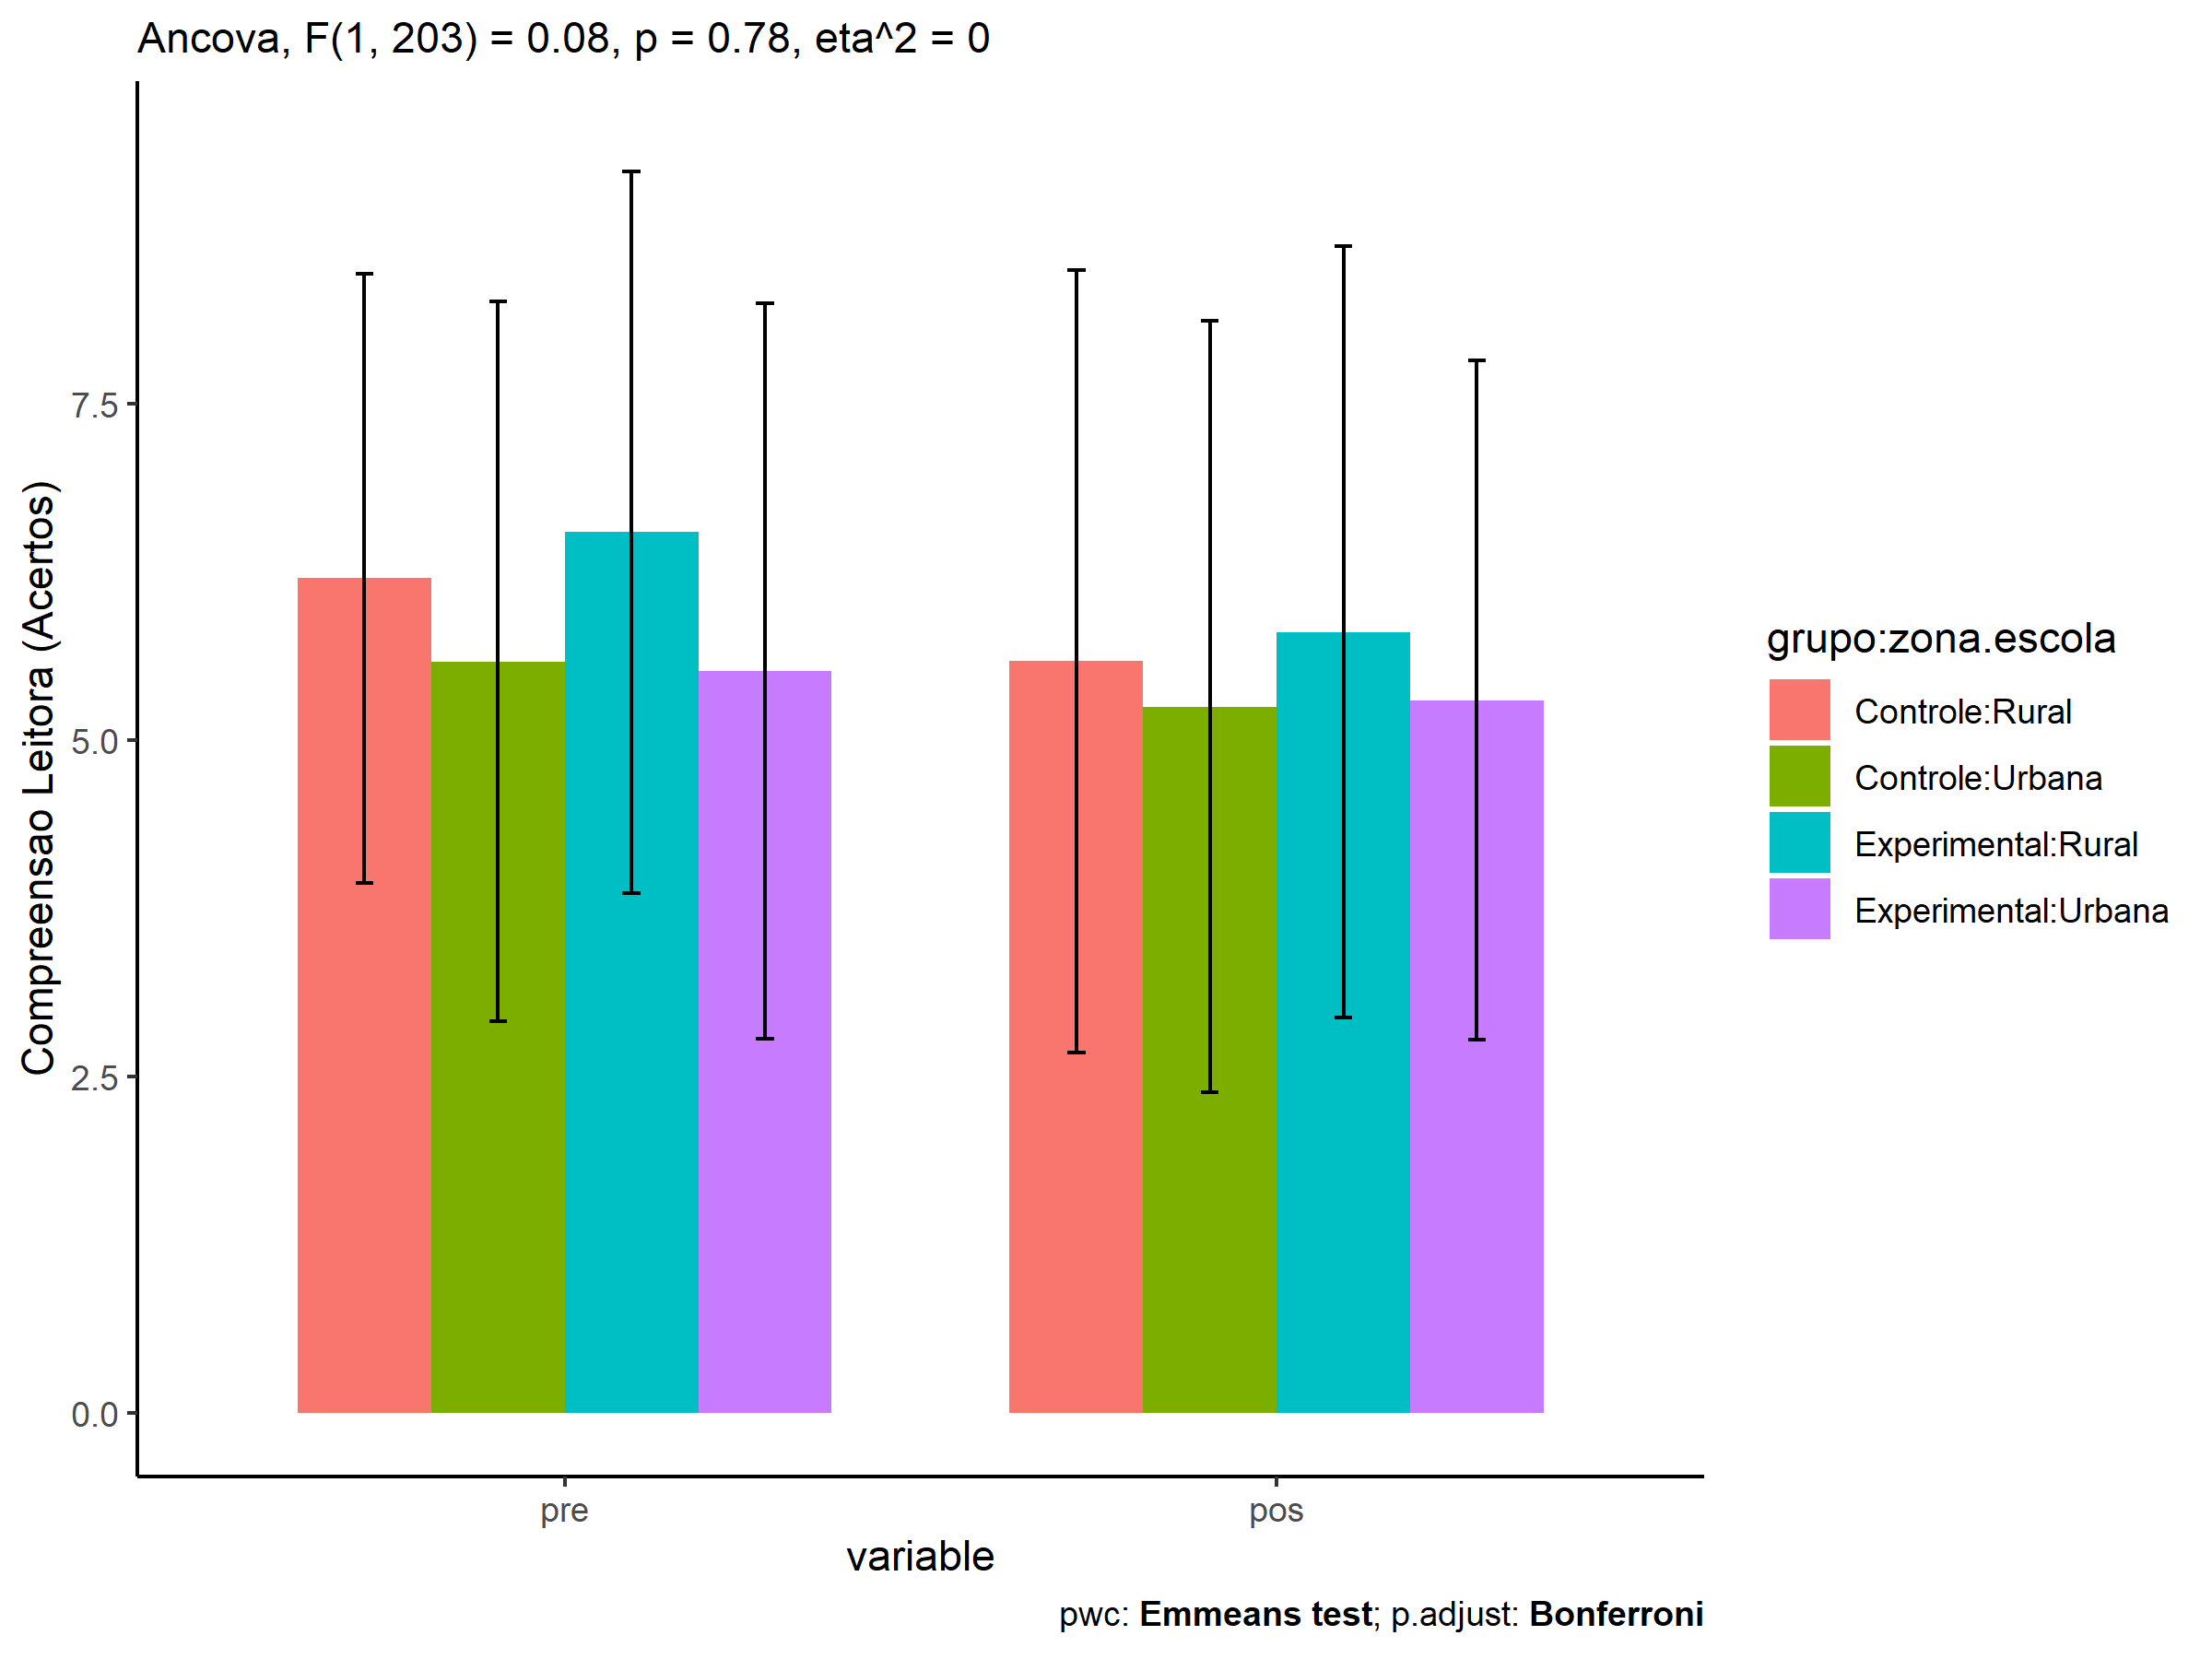 Ancova, F(1, 203) = 0.08, p = 0.78, eta^2 = 0
Compreensao Leitora (Acertos)
7.5
5.0
2.5
0.0
pre
pos
variable
grupo:zona.escola
Controle:Rural
Controle:Urbana
Experimental:Rural
Experimental:Urbana
pwc: Emmeans test; p.adjust: Bonferroni